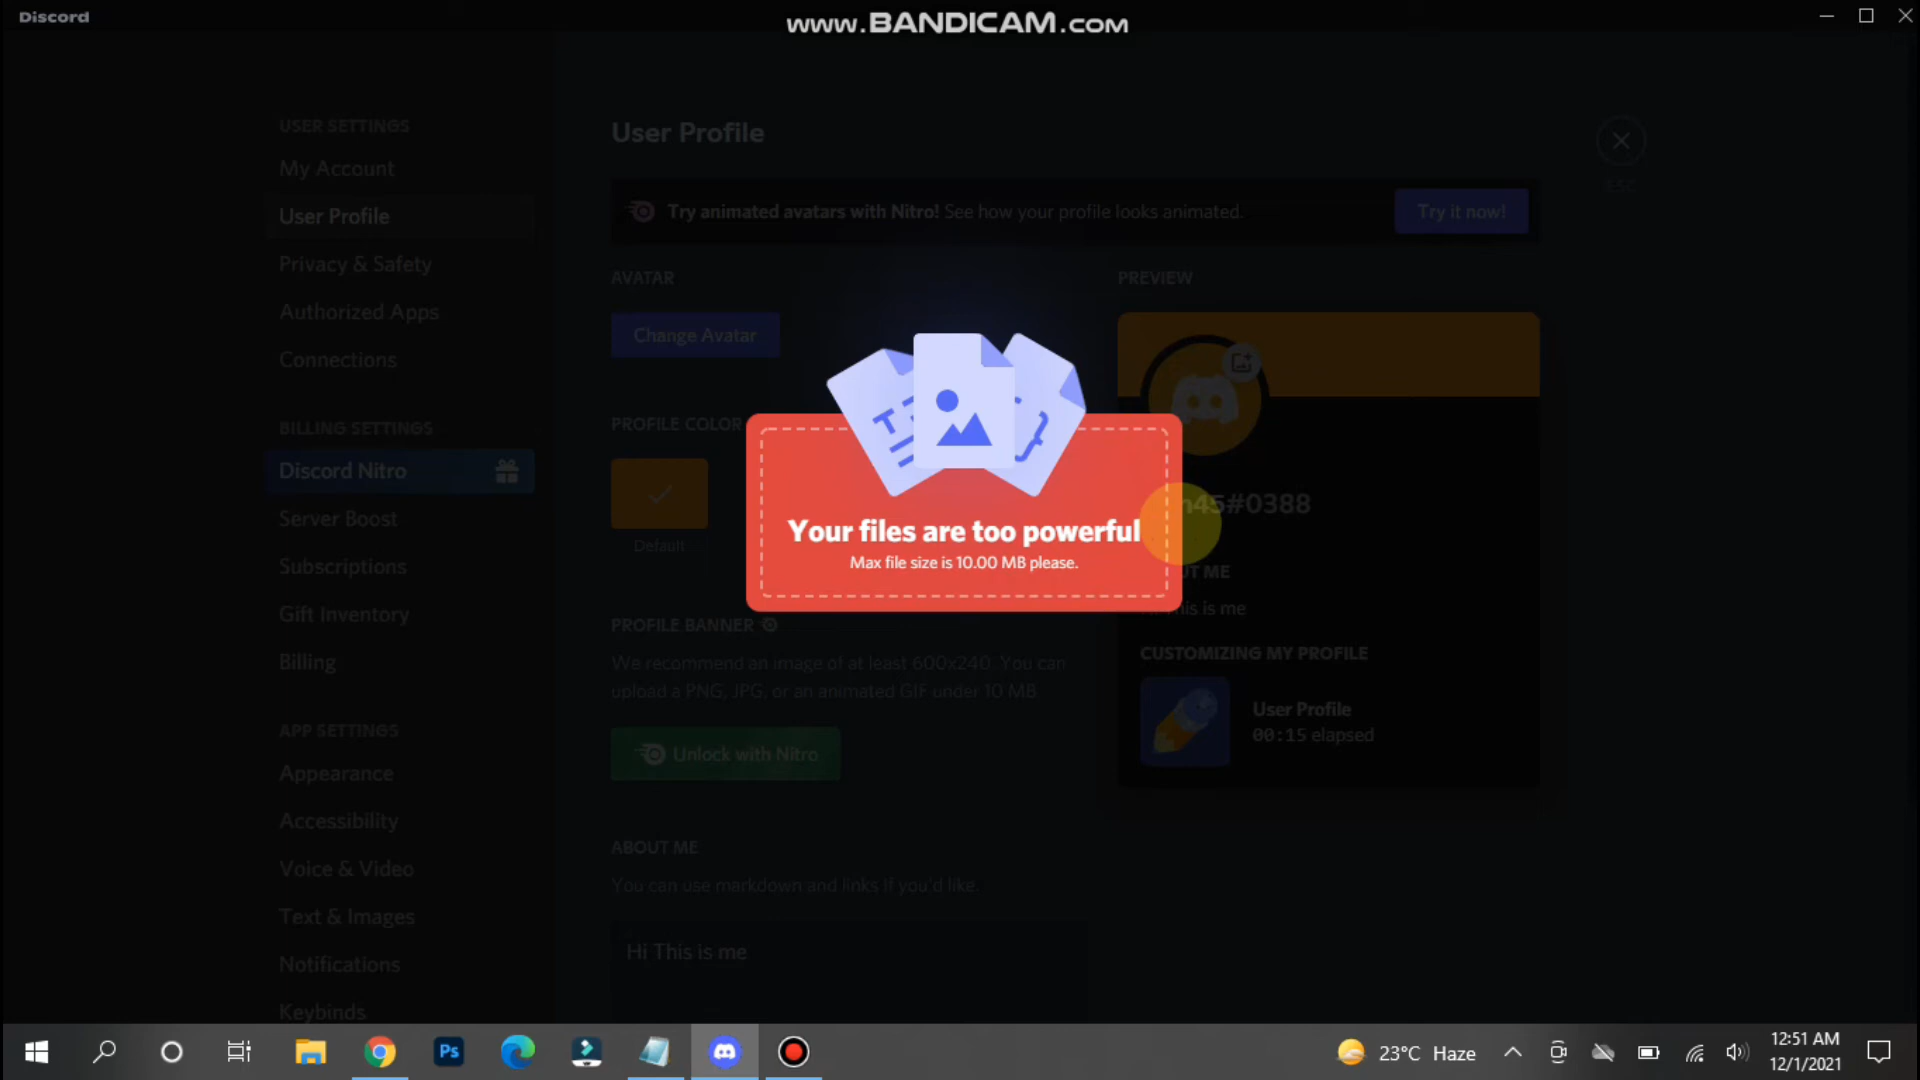 Discord
www.BANDICAM.com
USER SETTINGS
My Account
User Profile
Privacy & Safety
Authorized Apps
Connections
BILLING SETTINGS
Discord Nitro
Server Boost
Subscriptions
Gift Inventory
Billing
APP SETTINGS
Appearance
Accessibility
Voice & Video
Text & Images
Notifications
Keybinds
User Profile
ESC
Try animated avatars with Nitro! See how your profile looks animated.
Try it now!
AVATAR
Change Avatar
PROFILE COLOR
Default
Your files are too powerful
Max file size is 10.00 MB please.
PROFILE BANNER
We recommend an image of at least 600x240. You can
upload a PNG, JPG, or an animated GIF under 10 MB
Unlock with Nitro
ABOUT ME
You can use markdown and links if you'd like.
Hi This is me
PREVIEW
45#0388
UT ME
his is me
CUSTOMIZING MY PROFILE
User Profile
00:15 elapsed
Ps
23°C Haze
12:51 AM
12/1/2021